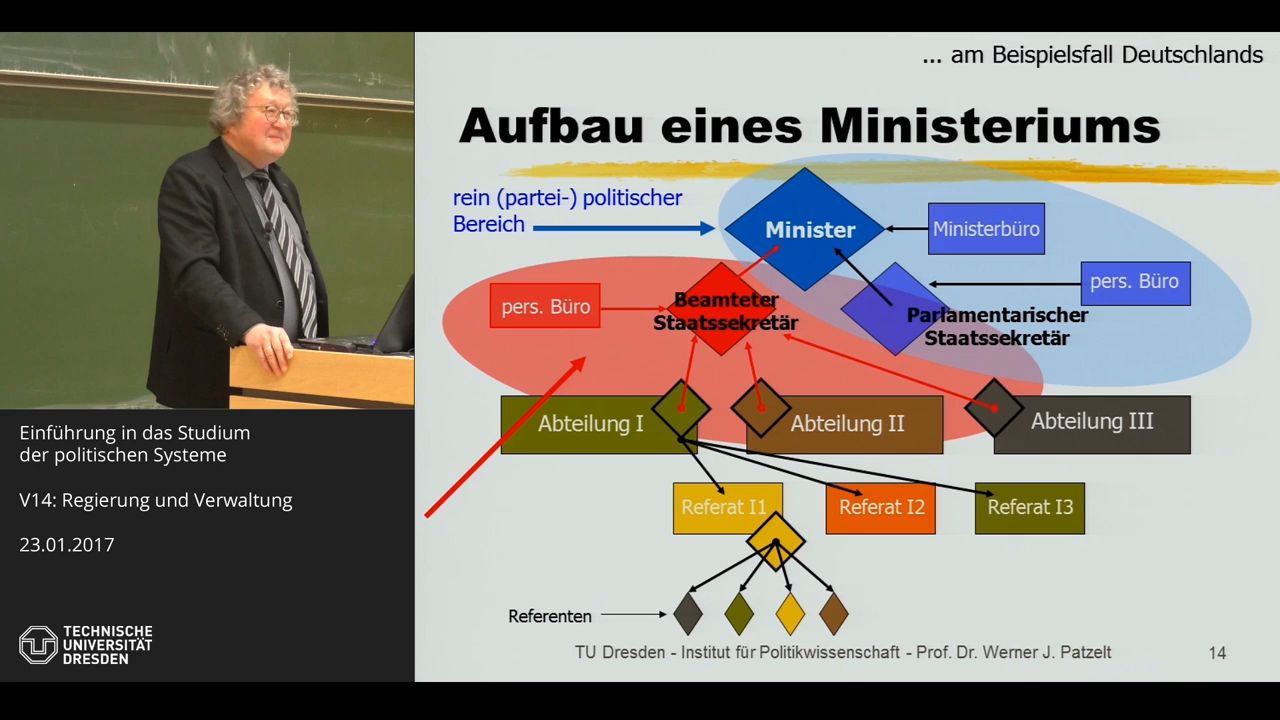 ... am Beispielsfall Deutschlands
Aufbau eines Ministeriums
rein (partei-) politischer
Bereich
Minister
Ministerbüro
pers. Büro
pers. Büro
Beamteter
Staatssekretär
Parlamentarischer
Staatssekretär
Abteilung I
Abteilung II
Abteilung III
Referat I1
Referat I2
Referat I3
Referenten
TU Dresden - Institut für Politikwissenschaft - Prof. Dr. Werner J. Patzelt
14
Einführung in das Studium
der politischen Systeme
V14: Regierung und Verwaltung
23.01.2017
TECHNISCHE
UNIVERSITÄT
DRESDEN